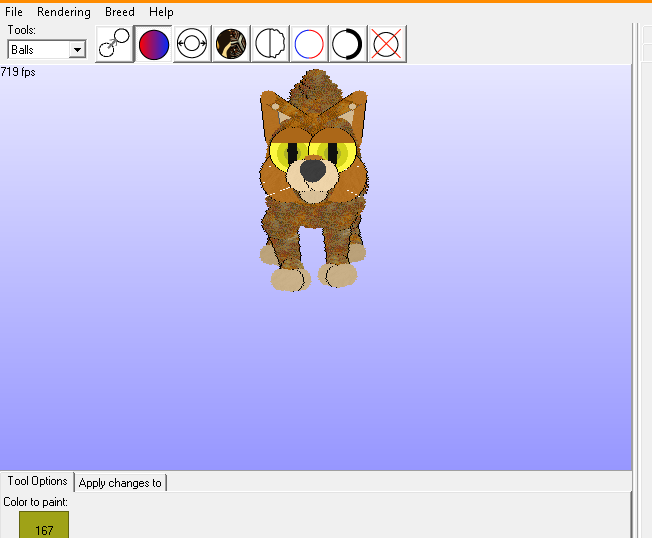 File Rendering Breed Help
Tools:
Balls
719 fps
Tool Options Apply changes to
Color to paint:
167